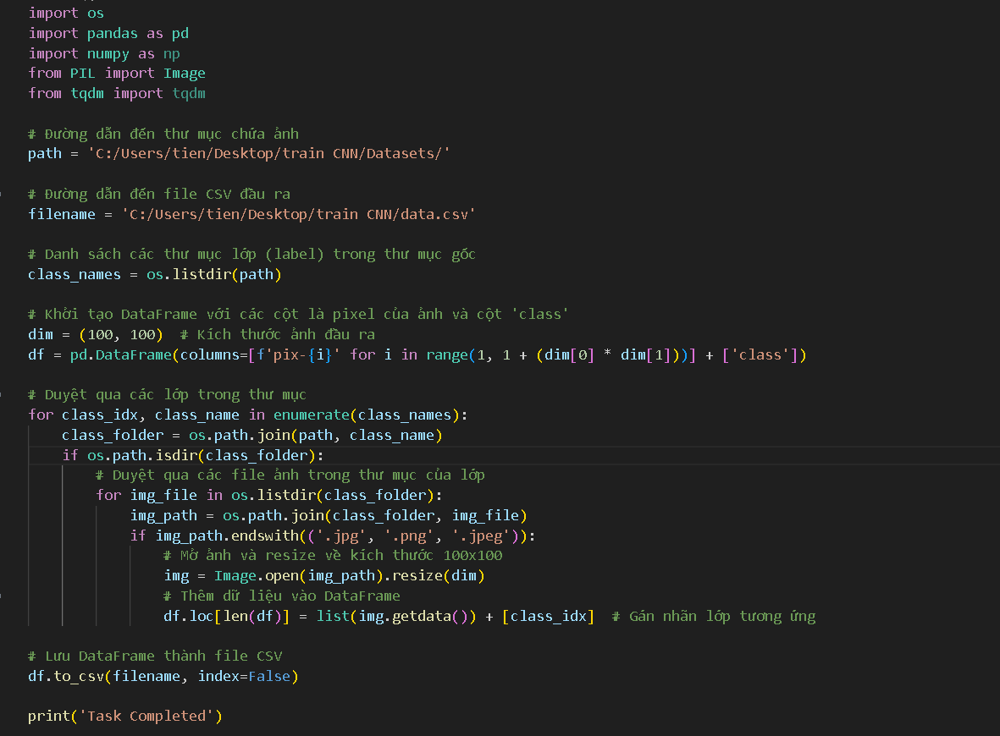 import os
import pandas as pd
import numpy as np
from PIL import Image
from tqdm import tqdm

# Đường dẫn đến thư mục chứa ảnh
path = 'C:/Users/tien/Desktop/train CNN/Datasets/'

# Đường dẫn đến file CSV đầu ra
filename = 'C:/Users/tien/Desktop/train CNN/data.csv'

# Danh sách các thư mục lớp (label) trong thư mục gốc
class_names = os.listdir(path)

# Khởi tạo DataFrame với các cột là pixel của ảnh và cột 'class'
dim = (100, 100)  # Kích thước ảnh đầu ra
df = pd.DataFrame(columns=[f'pix-{i}' for i in range(1, 1 + (dim[0] * dim[1]))] + ['class'])

# Duyệt qua các lớp trong thư mục
for class_idx, class_name in enumerate(class_names):
    class_folder = os.path.join(path, class_name)
    if os.path.isdir(class_folder):
        # Duyệt qua các file ảnh trong thư mục của lớp
        for img_file in os.listdir(class_folder):
            img_path = os.path.join(class_folder, img_file)
            if img_path.endswith(('.jpg', '.png', '.jpeg')):
                # Mở ảnh và resize về kích thước 100x100
                img = Image.open(img_path).resize(dim)
                # Thêm dữ liệu vào DataFrame
                df.loc[len(df)] = list(img.getdata()) + [class_idx]  # Gán nhãn lớp tương ứng

# Lưu DataFrame thành file CSV
df.to_csv(filename, index=False)

print('Task Completed')